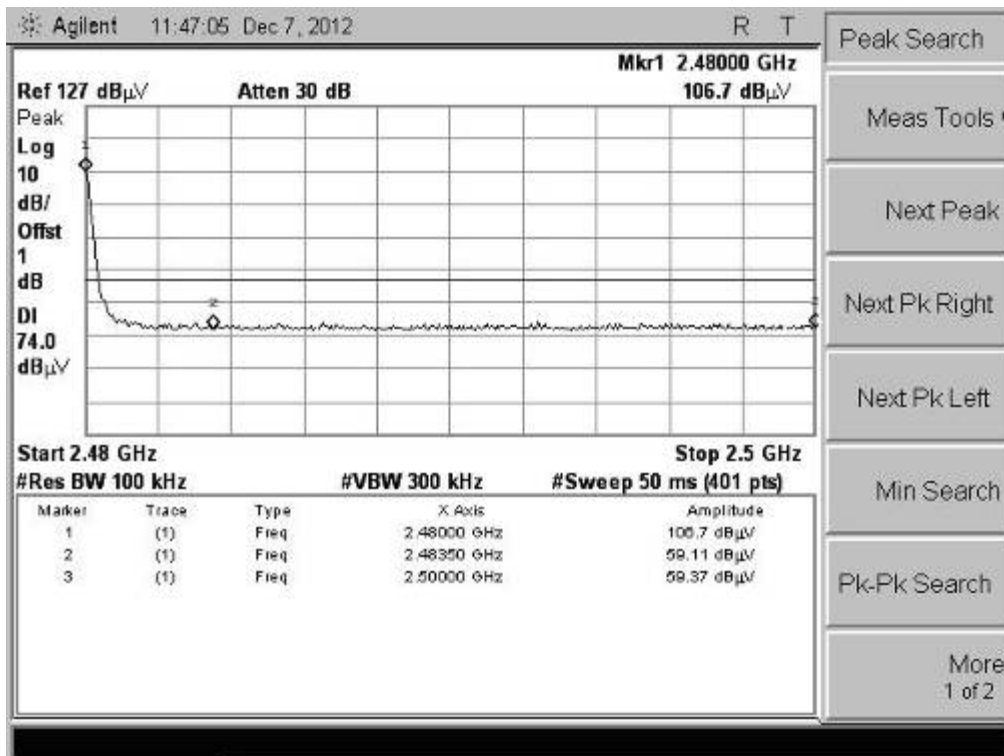 Agilent 11:47:05 Dec 7, 2012 R T
Mkr1 2.48000 GHz
Ref 127 dBµV Atten 30 dB 106.7 dBµV
Peak
Log
10
dB/
Offst
1
dB
DI
74.0
dBµV
1
2
Start 2.48 GHz Stop 2.5 GHz
#Res BW 100 kHz #VBW 300 kHz #Sweep 50 ms (401 pts)
Marker Trace Type X Axis Amplitude
1 (1) Freq 2.48000 GHz 106.7 dBµV
2 (1) Freq 2.48350 GHz 59.11 dBµV
3 (1) Freq 2.50000 GHz 59.37 dBµV
Peak Search
Meas Tools
Next Peak
Next Pk Right
Next Pk Left
Min Search
Pk-Pk Search
More
1 of 2